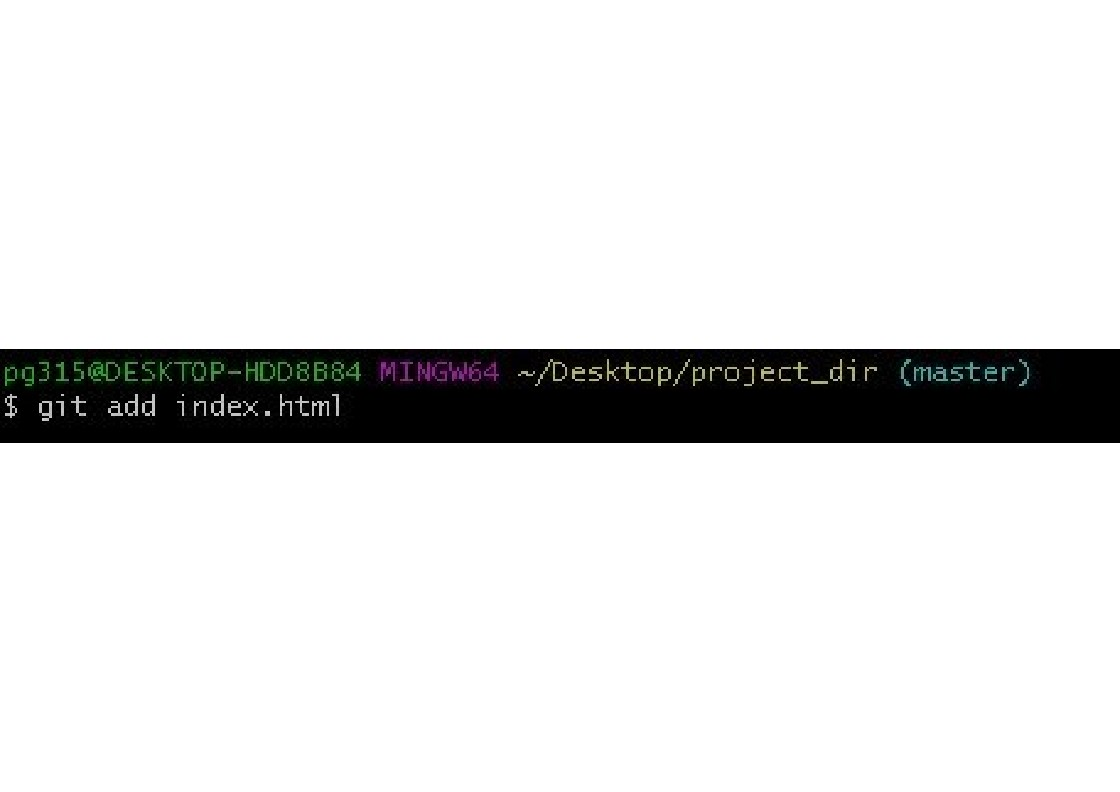 pg315@DESKTOP-HDD8B84 MINGW64 ~/Desktop/project_dir (master)
$ git add index.html